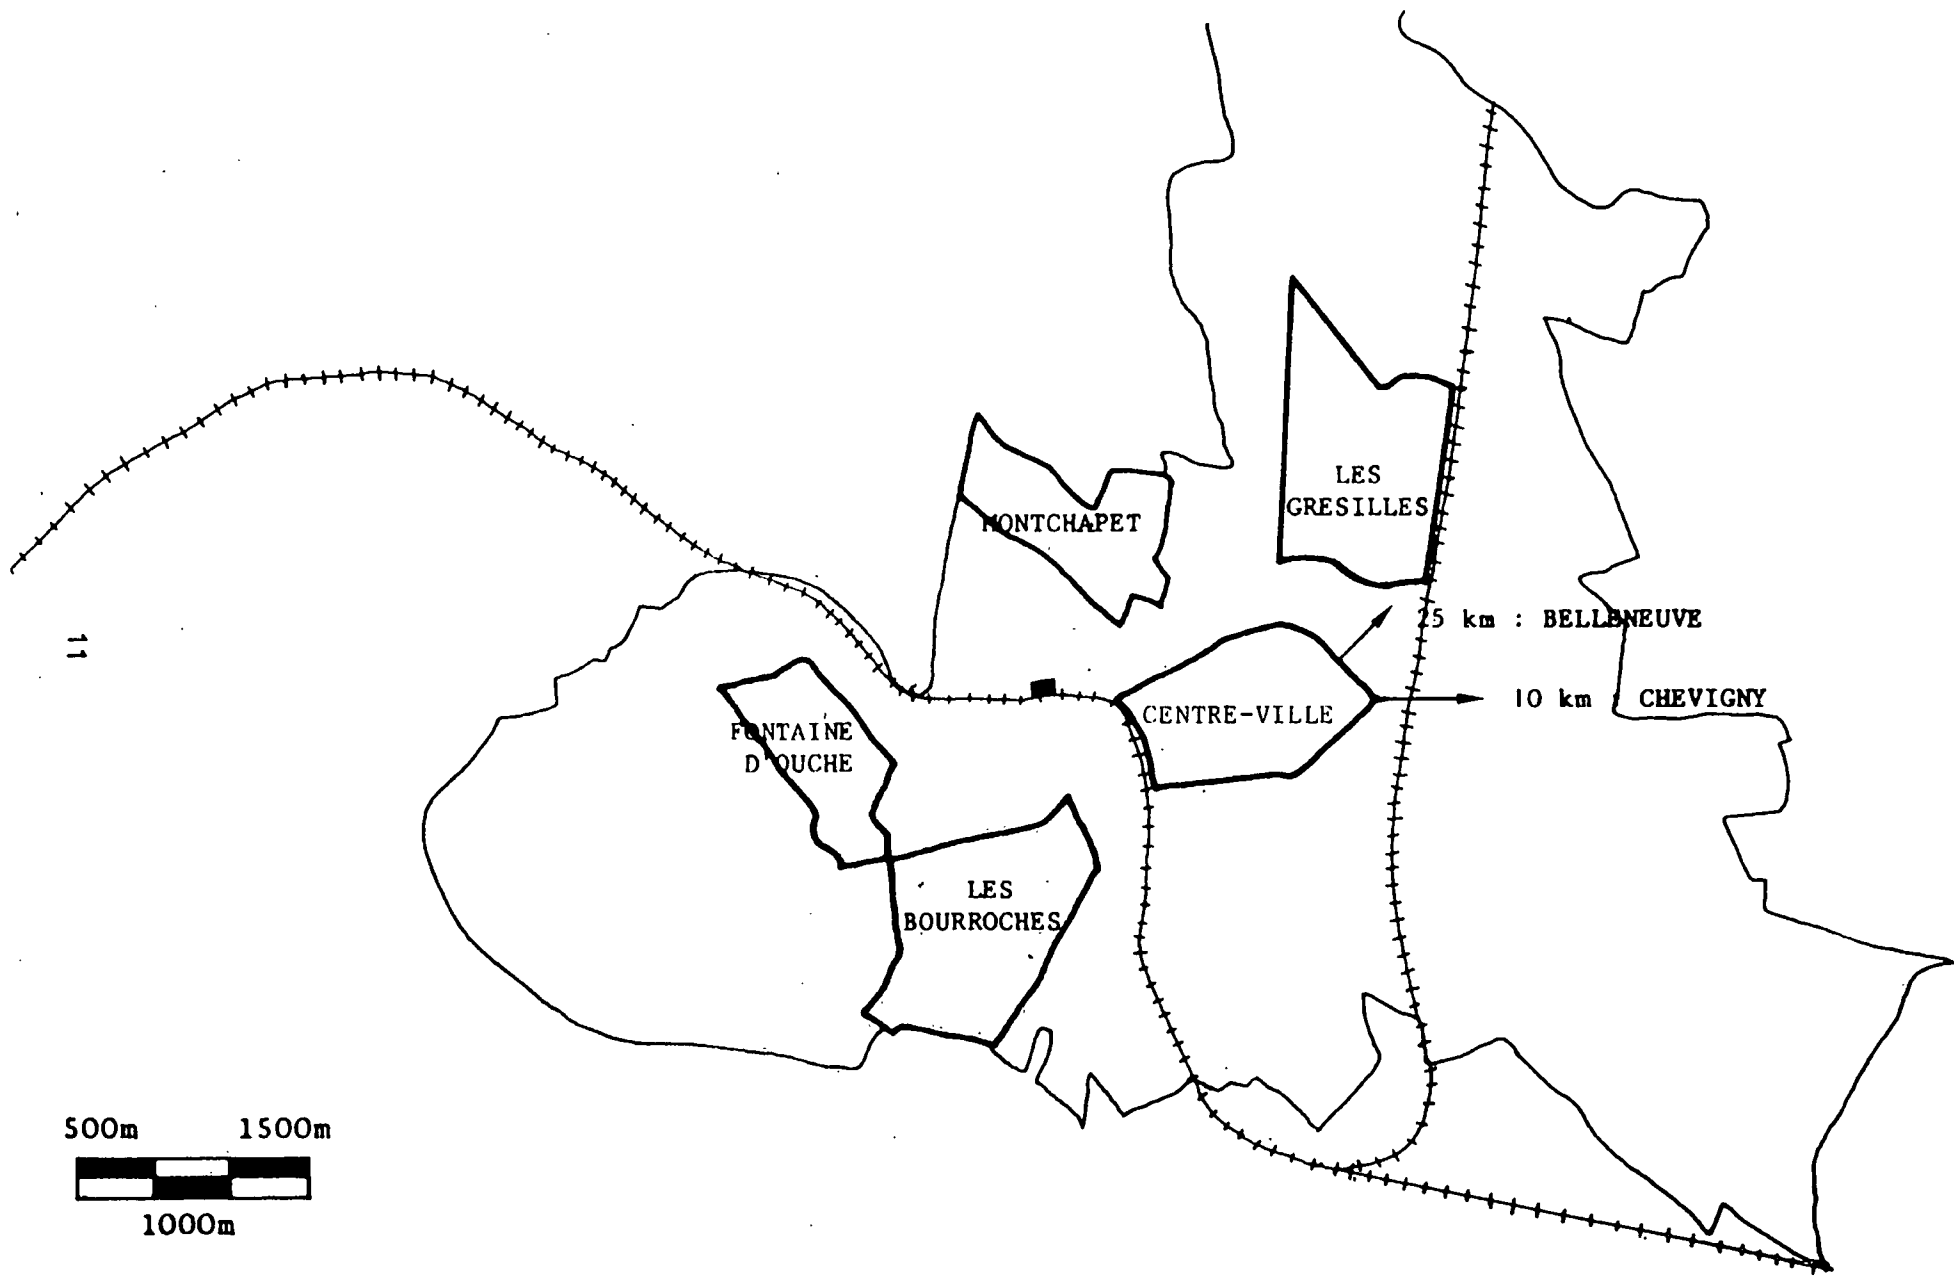 LES
GRESILLES
MONTCHAPET
25 km : BELLENEUVE
11
10 km CHEVIGNY
CENTRE-VILLE
FONTAINE
D'OUCHE
LES
BOURROCHES
500m 1500m
1000m